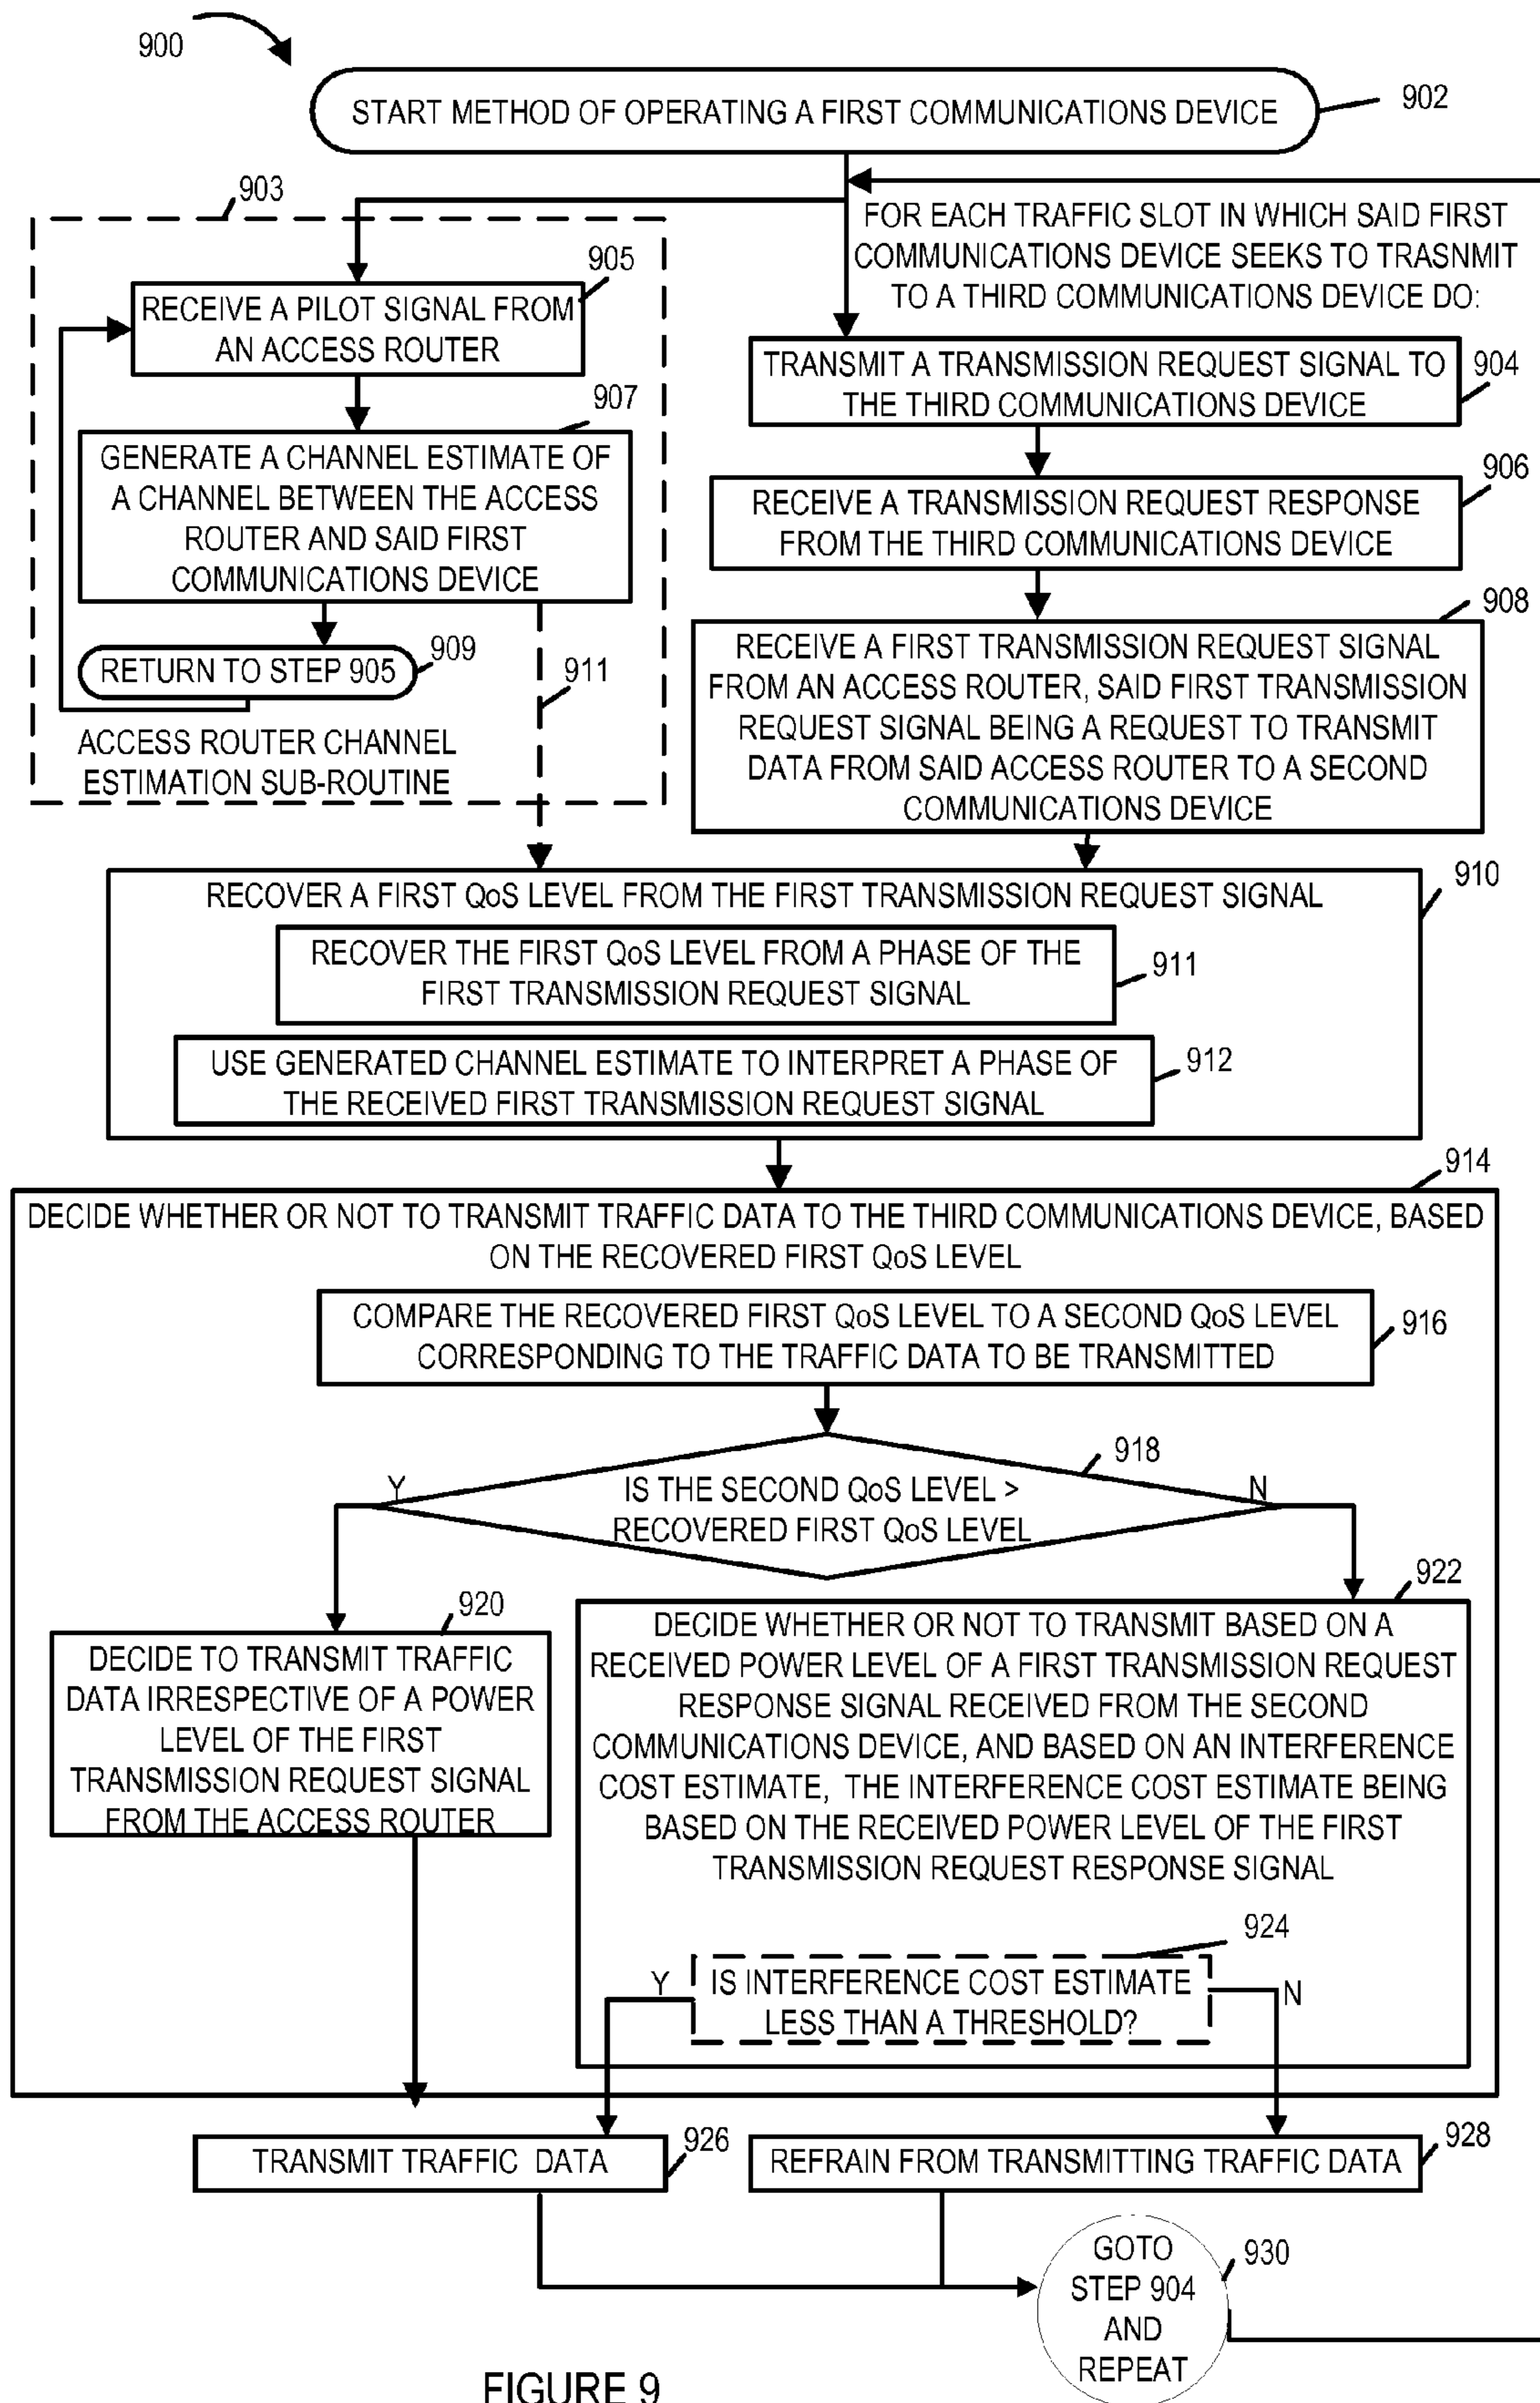 900
START METHOD OF OPERATING A FIRST COMMUNICATIONS DEVICE
902
903
FOR EACH TRAFFIC SLOT IN WHICH SAID FIRST
COMMUNICATIONS DEVICE SEEKS TO TRASNMIT
TO A THIRD COMMUNICATIONS DEVICE DO:
905
RECEIVE A PILOT SIGNAL FROM
AN ACCESS ROUTER
907
GENERATE A CHANNEL ESTIMATE OF
A CHANNEL BETWEEN THE ACCESS
ROUTER AND SAID FIRST
COMMUNICATIONS DEVICE
RETURN TO STEP 905
909
911
ACCESS ROUTER CHANNEL
ESTIMATION SUB-ROUTINE
TRANSMIT A TRANSMISSION REQUEST SIGNAL TO
THE THIRD COMMUNICATIONS DEVICE
904
906
RECEIVE A TRANSMISSION REQUEST RESPONSE
FROM THE THIRD COMMUNICATIONS DEVICE
908
RECEIVE A FIRST TRANSMISSION REQUEST SIGNAL
FROM AN ACCESS ROUTER, SAID FIRST TRANSMISSION
REQUEST SIGNAL BEING A REQUEST TO TRANSMIT
DATA FROM SAID ACCESS ROUTER TO A SECOND
COMMUNICATIONS DEVICE
910
RECOVER A FIRST QoS LEVEL FROM THE FIRST TRANSMISSION REQUEST SIGNAL
RECOVER THE FIRST QoS LEVEL FROM A PHASE OF THE
FIRST TRANSMISSION REQUEST SIGNAL
911
USE GENERATED CHANNEL ESTIMATE TO INTERPRET A PHASE OF
THE RECEIVED FIRST TRANSMISSION REQUEST SIGNAL
912
914
DECIDE WHETHER OR NOT TO TRANSMIT TRAFFIC DATA TO THE THIRD COMMUNICATIONS DEVICE, BASED
ON THE RECOVERED FIRST QoS LEVEL
COMPARE THE RECOVERED FIRST QoS LEVEL TO A SECOND QoS LEVEL
CORRESPONDING TO THE TRAFFIC DATA TO BE TRANSMITTED
916
918
Y
IS THE SECOND QoS LEVEL >
RECOVERED FIRST QoS LEVEL
N
920
DECIDE TO TRANSMIT TRAFFIC
DATA IRRESPECTIVE OF A POWER
LEVEL OF THE FIRST
TRANSMISSION REQUEST SIGNAL
FROM THE ACCESS ROUTER
922
DECIDE WHETHER OR NOT TO TRANSMIT BASED ON A
RECEIVED POWER LEVEL OF A FIRST TRANSMISSION REQUEST
RESPONSE SIGNAL RECEIVED FROM THE SECOND
COMMUNICATIONS DEVICE, AND BASED ON AN INTERFERENCE
COST ESTIMATE, THE INTERFERENCE COST ESTIMATE BEING
BASED ON THE RECEIVED POWER LEVEL OF THE FIRST
TRANSMISSION REQUEST RESPONSE SIGNAL
924
Y
IS INTERFERENCE COST ESTIMATE
LESS THAN A THRESHOLD?
N
TRANSMIT TRAFFIC DATA
926
REFRAIN FROM TRANSMITTING TRAFFIC DATA
928
GOTO
STEP 904
AND
REPEAT
930
FIGURE 9